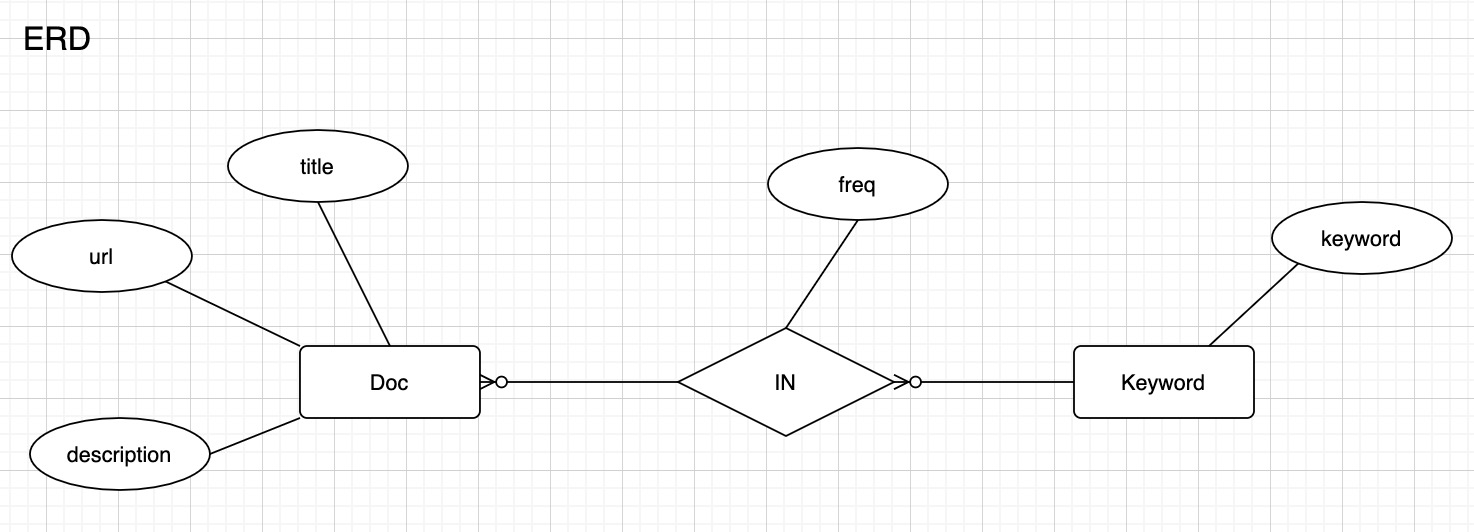 ERD
title
freq
url
keyword
Doc
IN
Keyword
description